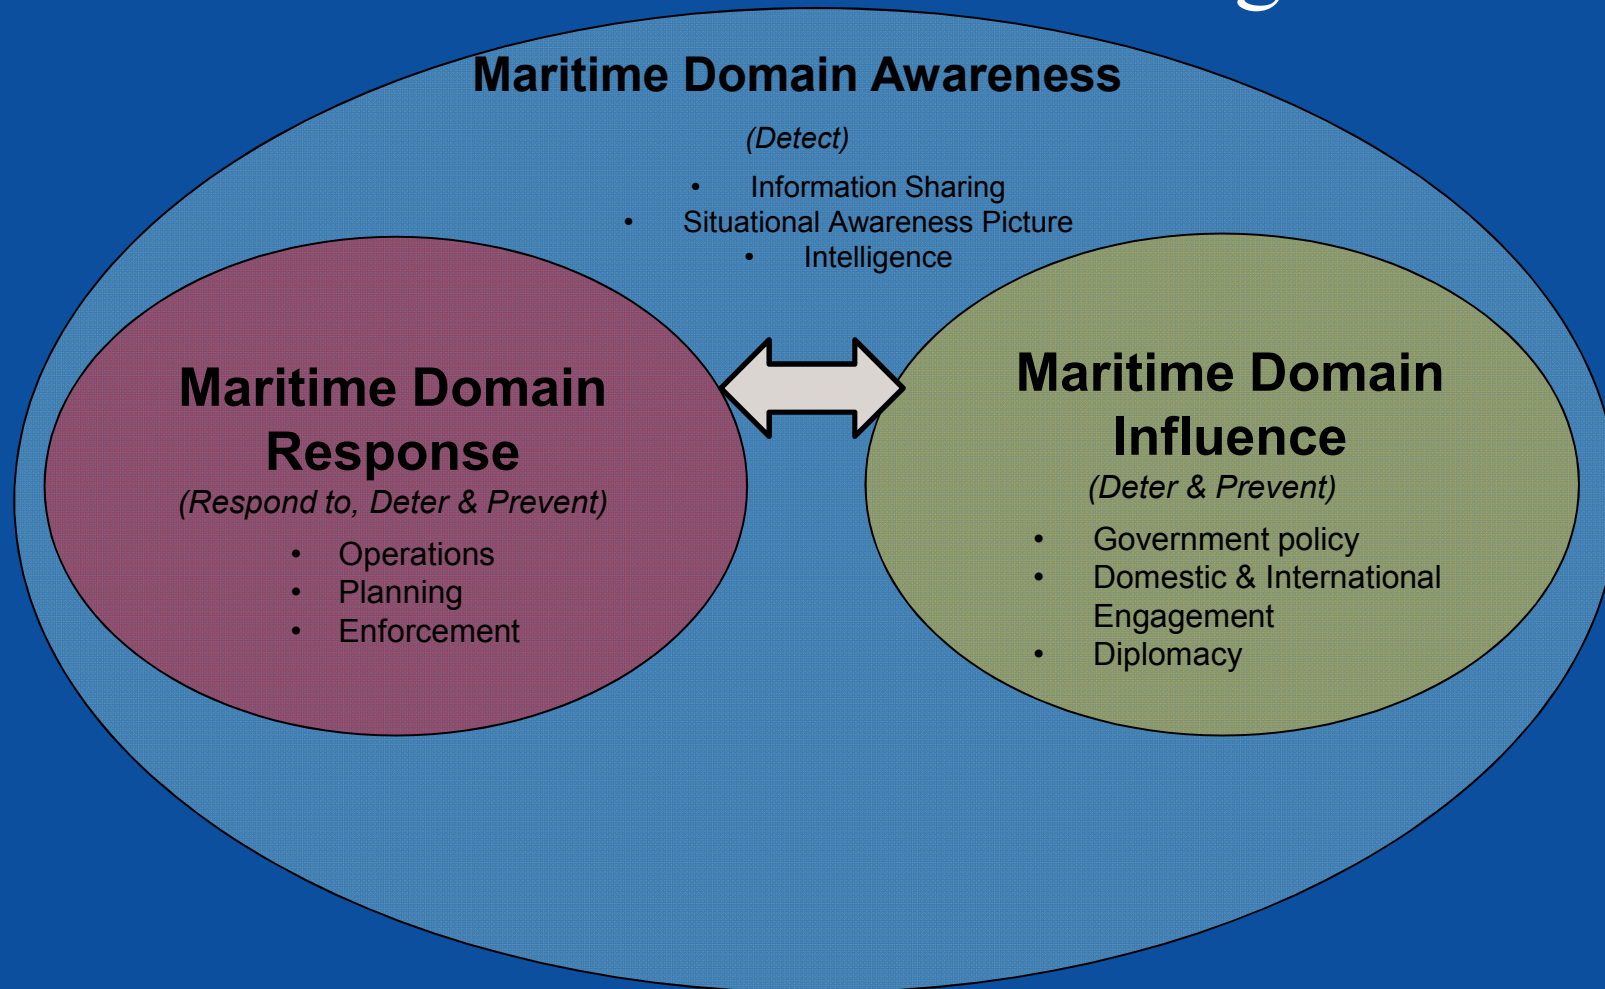 Maritime Domain Awareness
(Detect)
• Information Sharing
• Situational Awareness Picture
• Intelligence
Maritime Domain
Response
(Respond to, Deter & Prevent)
• Operations
• Planning
• Enforcement
Maritime Domain
Influence
(Deter & Prevent)
• Government policy
• Domestic & International
Engagement
• Diplomacy